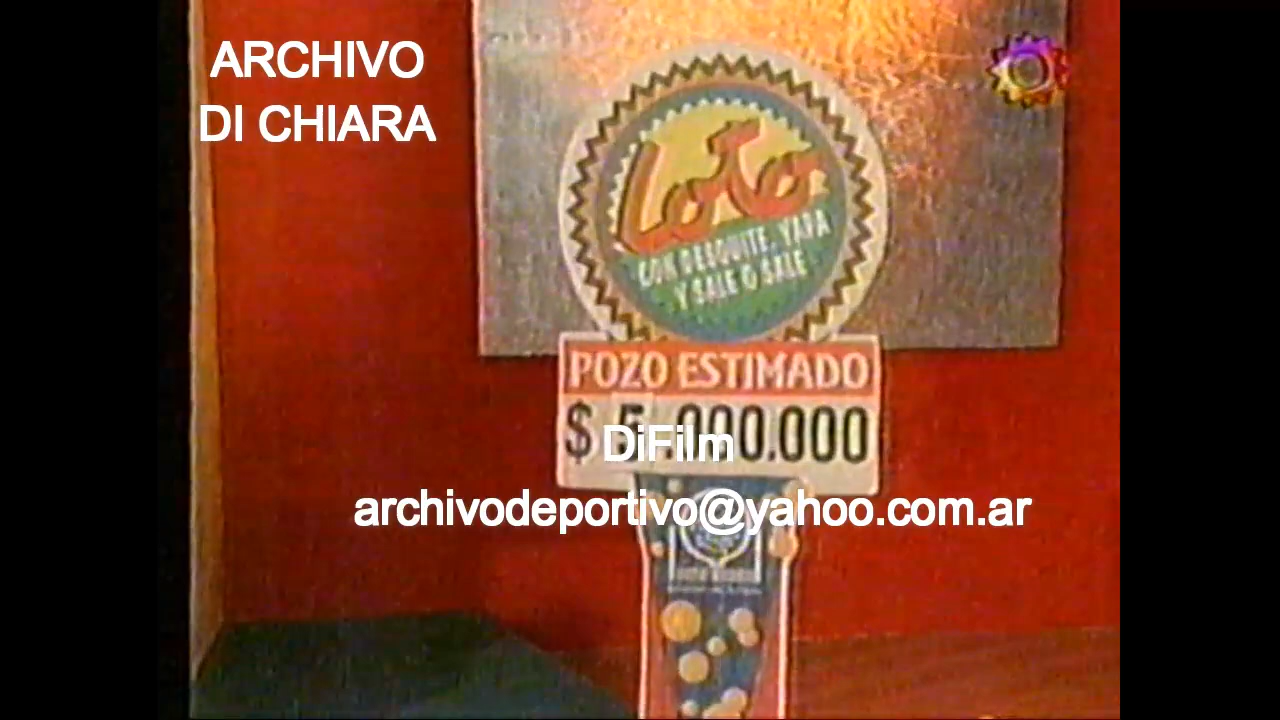 ARCHIVO
DI CHIARA
Loto
CON DESQUITE, YAPA
Y SALE O SALE
POZO ESTIMADO
$ 5.000.000
DiFilm
archivodeportivo@yahoo.com.ar